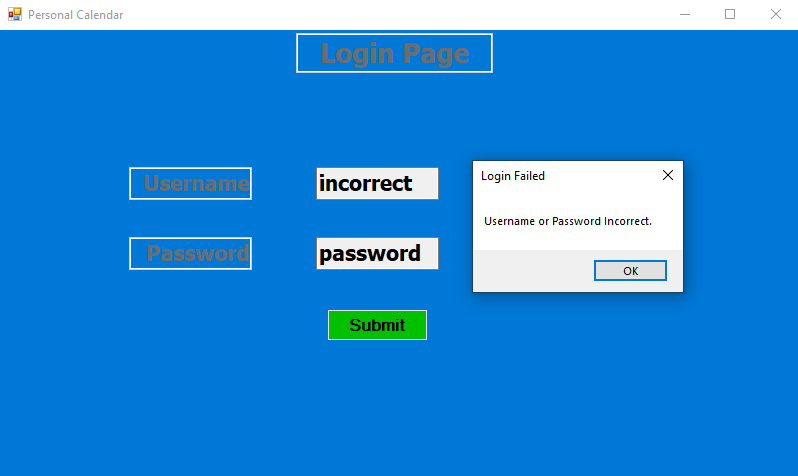 Personal Calendar
Login Page
Username
incorrect
Password
password
Submit
Login Failed
Username or Password Incorrect.
OK